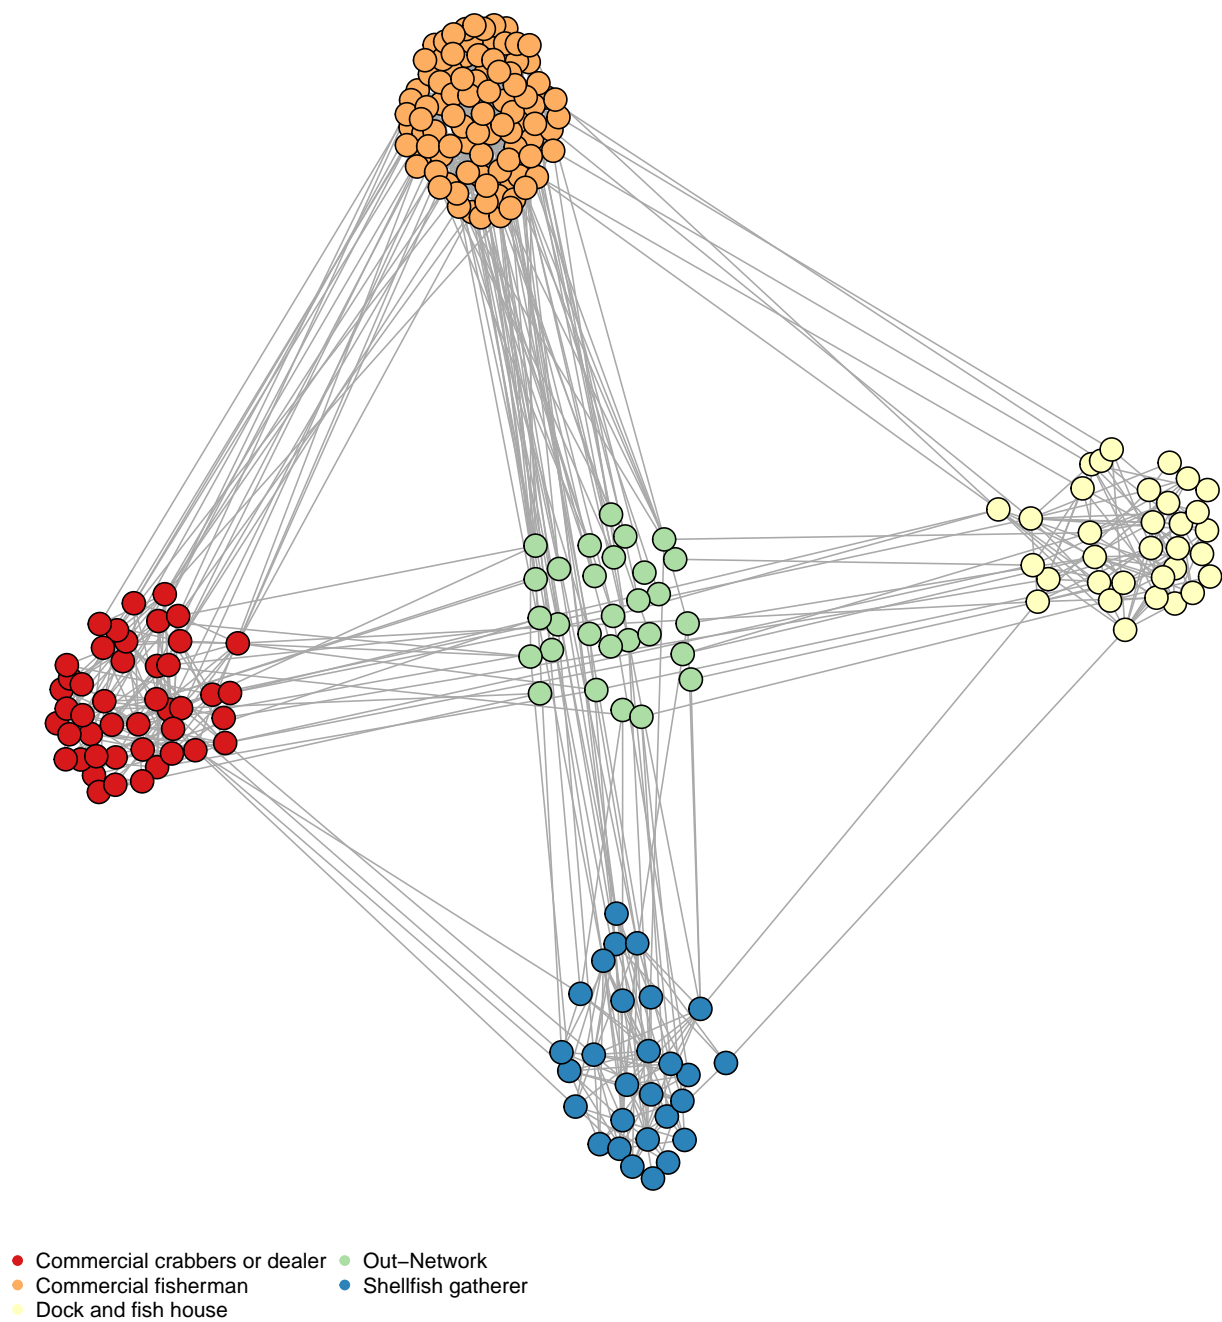 Commercial crabbers or dealer
Commercial fisherman
Dock and fish house
Out−Network
Shellfish gatherer